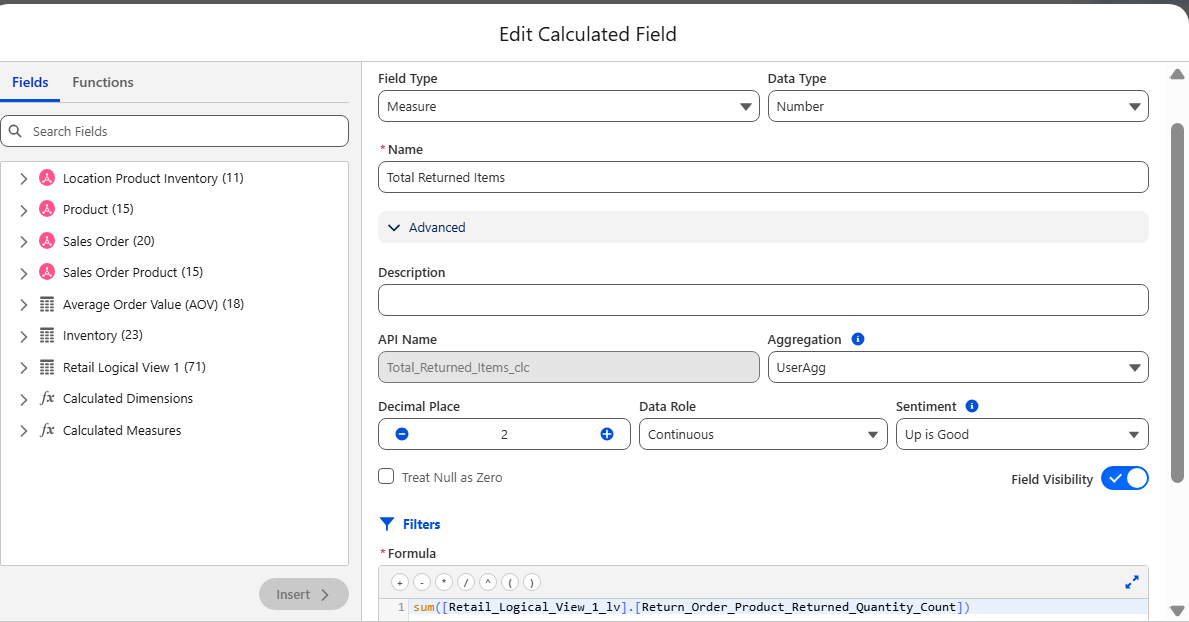 Edit Calculated Field
Fields Functions
Search Fields
Location Product Inventory (11)
Product (15)
Sales Order (20)
Sales Order Product (15)
Average Order Value (AOV) (18)
Inventory (23)
Retail Logical View 1 (71)
fx Calculated Dimensions
fx Calculated Measures
Insert
Field Type Data Type
Measure Number
* Name
Total Returned Items
Advanced
Description
API Name Aggregation i
Total_Returned_Items_clc UserAgg
Decimal Place Data Role Sentiment i
2 Continuous Up is Good
Treat Null as Zero Field Visibility
Filters
* Formula
+ - * / ^ ( )
1 sum([Retail_Logical_View_1_lv].[Return_Order_Product_Returned_Quantity_Count])